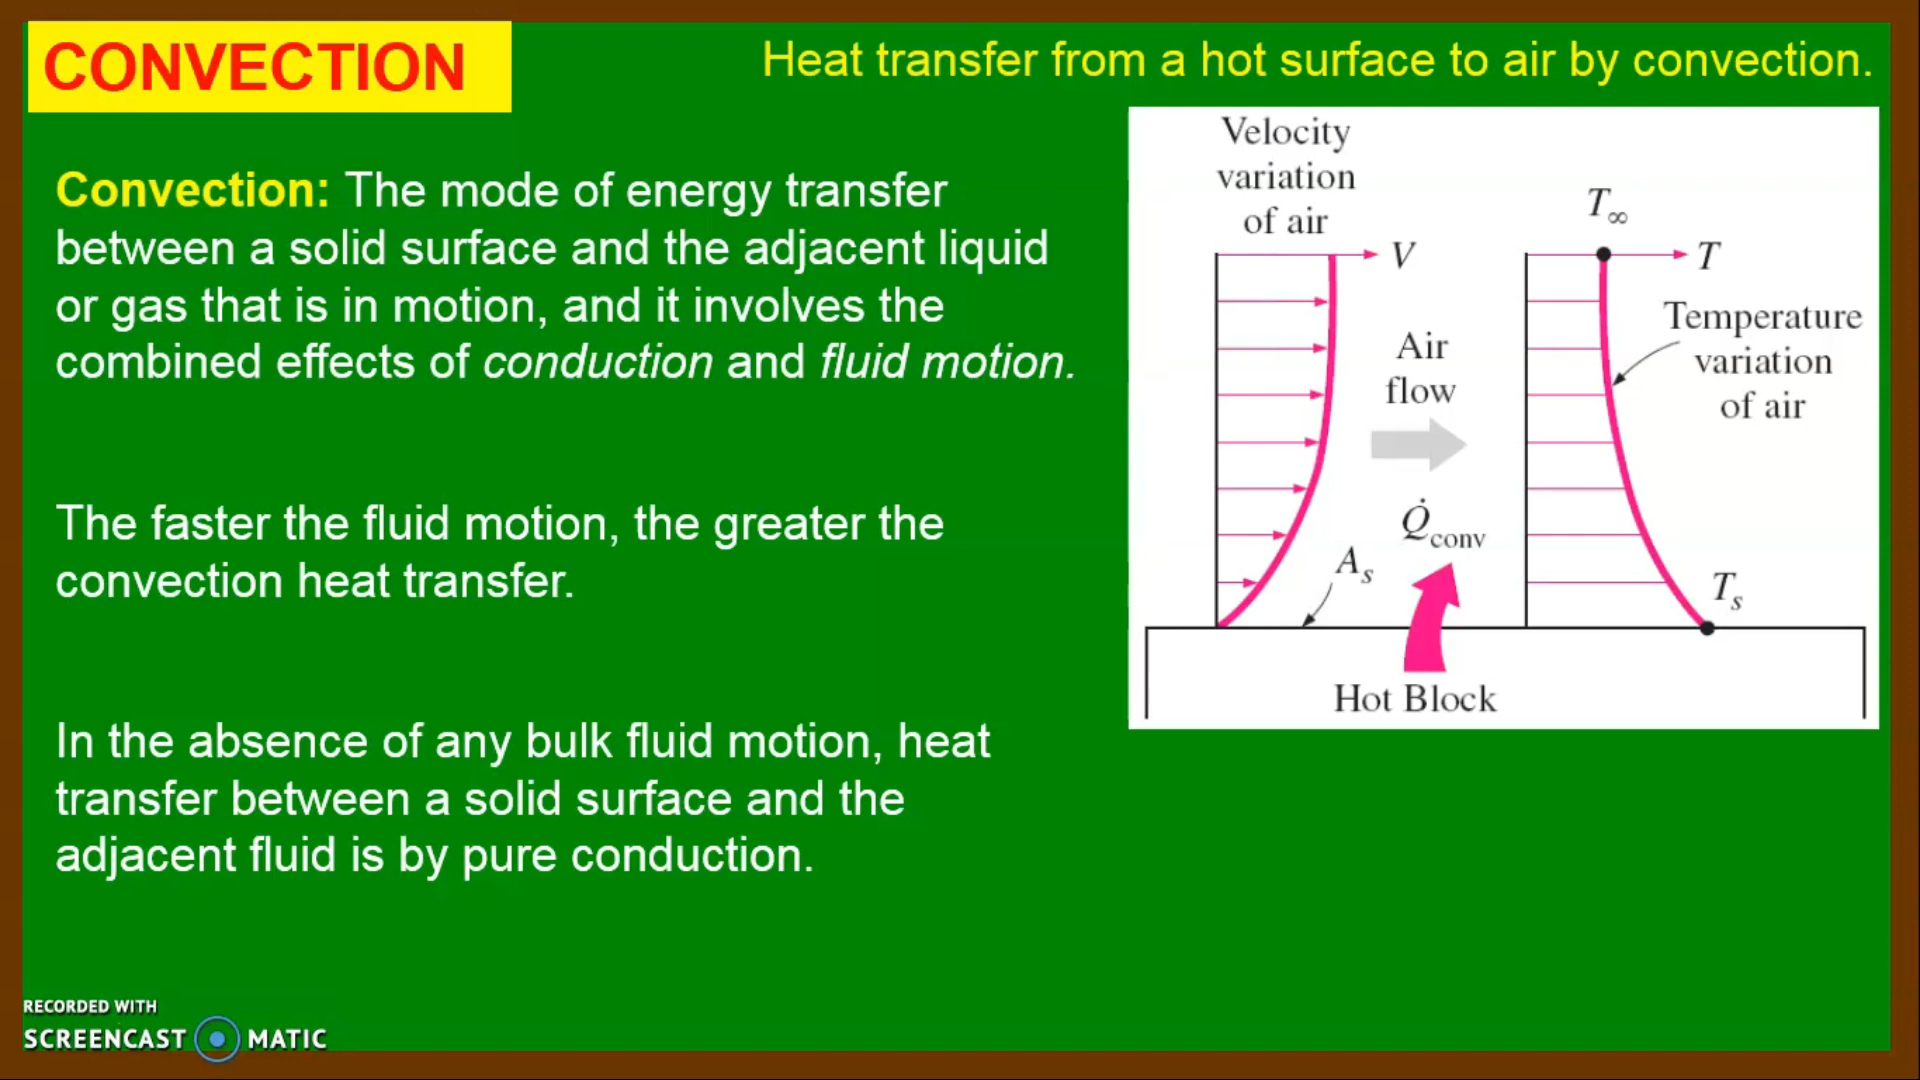 CONVECTION
Heat transfer from a hot surface to air by convection.
Convection: The mode of energy transfer
between a solid surface and the adjacent liquid
or gas that is in motion, and it involves the
combined effects of conduction and fluid motion.
The faster the fluid motion, the greater the
convection heat transfer.
In the absence of any bulk fluid motion, heat
transfer between a solid surface and the
adjacent fluid is by pure conduction.
Velocity
variation
of air
V
T∞
T
Temperature
variation
of air
Air
flow
Q̇conv
As
Ts
Hot Block
RECORDED WITH
SCREENCAST MATIC